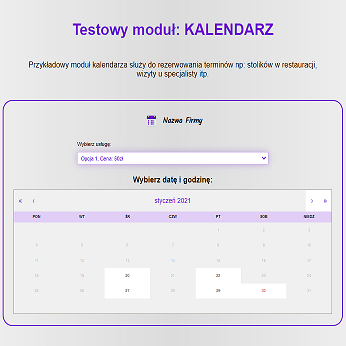 Testowy moduł: KALENDARZ
Przykładowy moduł kalendarza służy do rezerwowania terminów np: stolików w restauracji,
wizyty u specjalisty itp.
Nazwa Firmy
Wybierz usługę:
Opcja 1, Cena: 50zł
Wybierz datę i godzinę:
« ‹ styczeń 2021 › »
PON WT ŚR CZW PT SOB NIEDZ
1 2 3
4 5 6 7 8 9 10
11 12 13 14 15 16 17
18 19 20 21 22 23 24
25 26 27 28 29 30 31